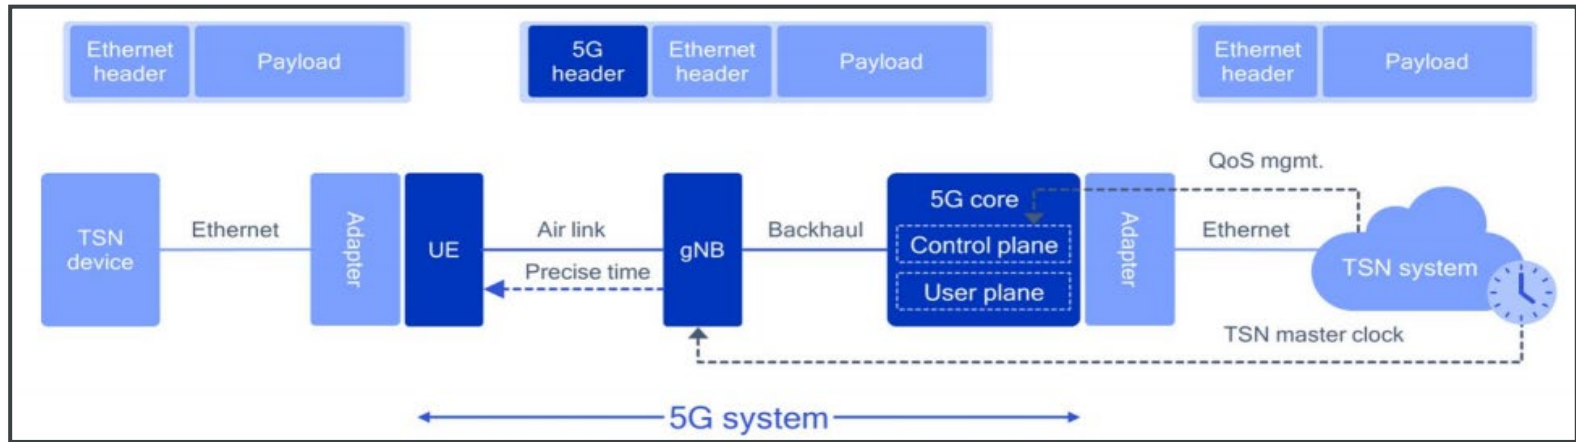 Ethernet
header
Payload
5G
header
Ethernet
header
Payload
Ethernet
header
Payload
QoS mgmt.
TSN
device
Ethernet
Adapter
UE
Air link
Precise time
gNB
Backhaul
5G core
Control plane
User plane
Adapter
Ethernet
TSN system
TSN master clock
5G system